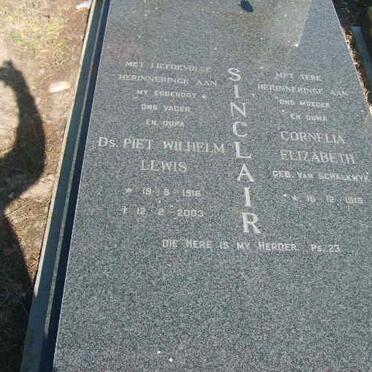 MET LIEFDEVOLLE
HERINNERINGE AAN
MY EGGENOOT
ONS VADER
EN OUPA
Ds. PIET WILHELM
LEWIS
* 19-8-1916
† 12-2-2003
SINCLAIR
MET TERE
HERINNERINGE AAN
ONS MOEDER
EN OUMA
CORNELIA
ELIZABETH
GEB. VAN SCHALKWYK
* 16-12-1918
DIE HERE IS MY HERDER. Ps. 23